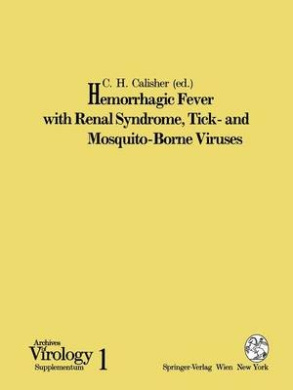 C. H. Calisher (ed.)
Hemorrhagic Fever
with Renal Syndrome, Tick- and
Mosquito-Borne Viruses
Archives
of
Virology 1
Supplementum
Springer-Verlag Wien New York